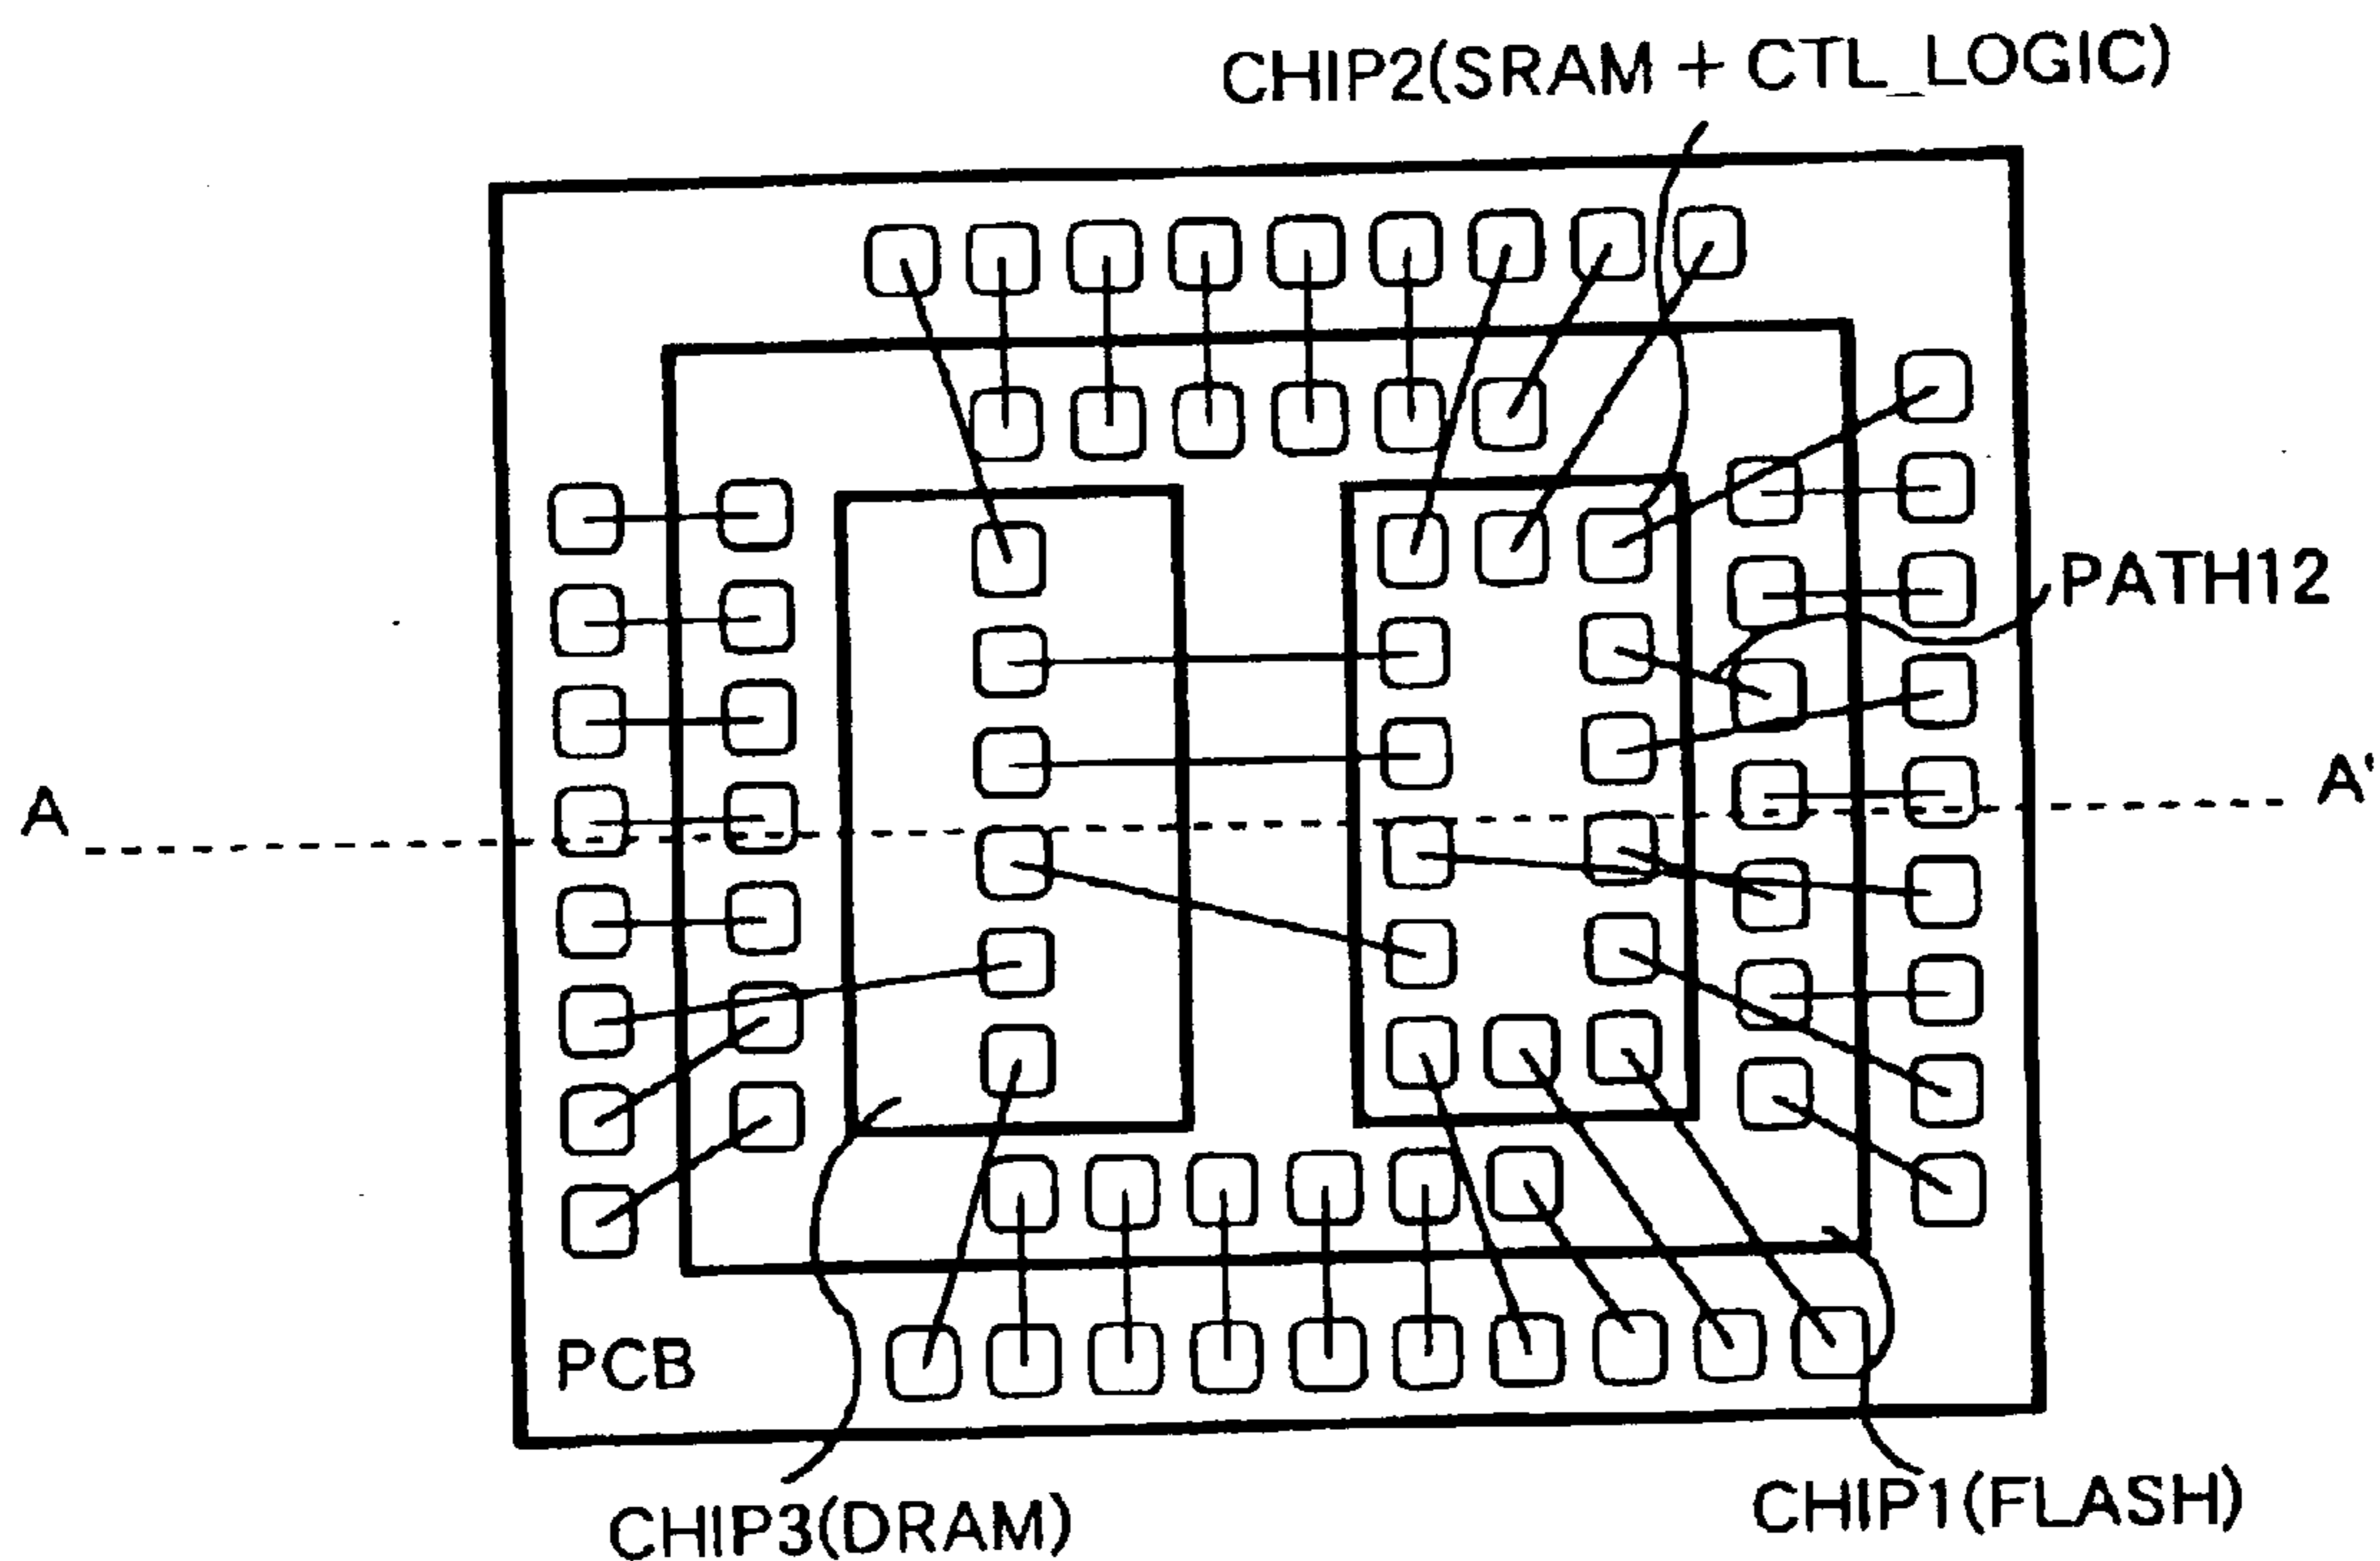 CHIP2(SRAM + CTL_LOGIC)
PATH12
A
A'
PCB
CHIP3(DRAM)
CHIP1(FLASH)